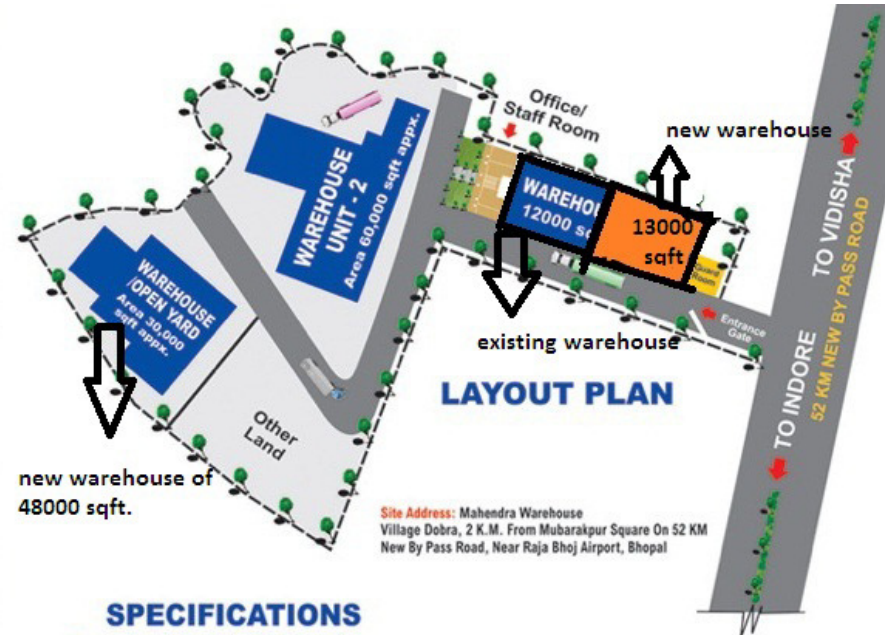 Office/
Staff Room
new warehouse
WAREHOU
12000 sq
13000
sqft
WAREHOUSE
UNIT - 2
Area 60,000 sqft appx.
WAREHOUSE
/OPEN YARD
Area 30,000
sqft appx.
Room
Entrance
Gate
TO VIDISHA
TO INDORE
52 KM NEW BY PASS ROAD
existing warehouse
LAYOUT PLAN
Other
Land
new warehouse of
48000 sqft.
Site Address: Mahendra Warehouse
Village Dobra, 2 K.M. From Mubarakpur Square On 52 KM
New By Pass Road, Near Raja Bhoj Airport, Bhopal
SPECIFICATIONS